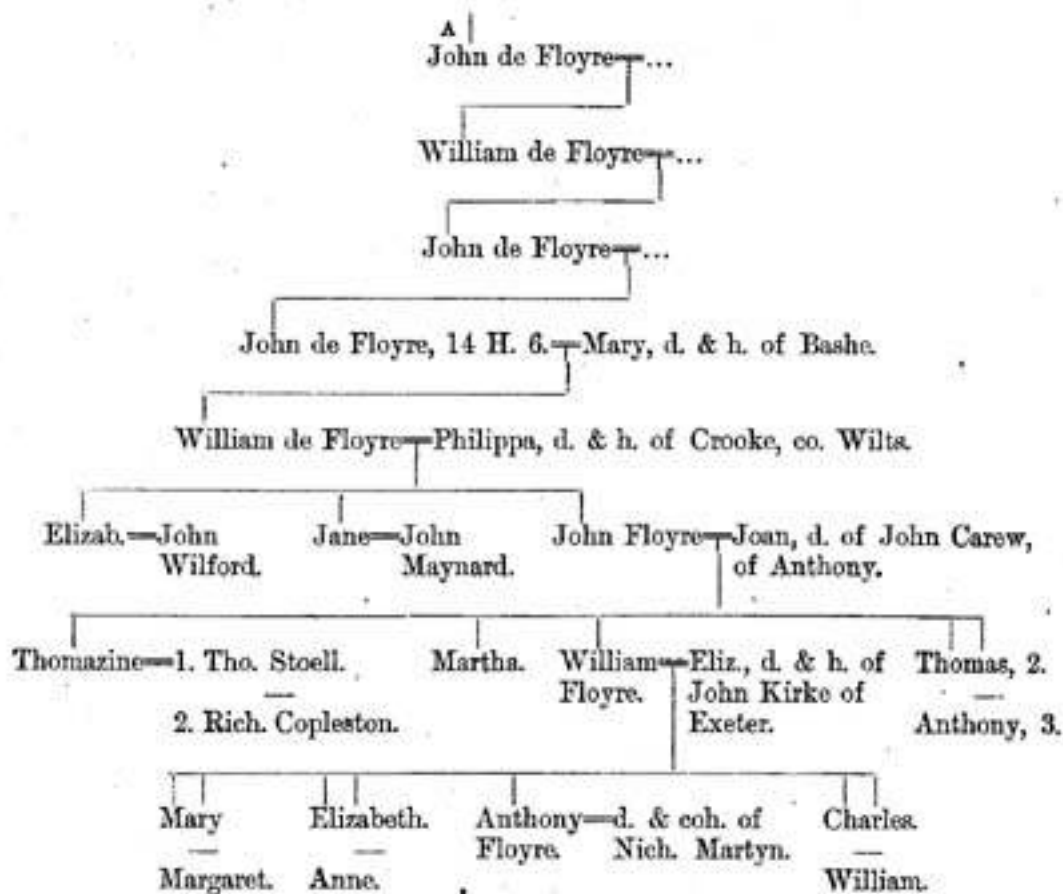 A
John de Floyre=...
William de Floyre=...
John de Floyre=...
John de Floyre, 14 H. 6.=Mary, d. & h. of Bashe.
William de Floyre=Philippa, d. & h. of Crooke, co. Wilts.
Elizab.=John Wilford.
Jane=John Maynard.
John Floyre=Joan, d. of John Carew, of Anthony.
Thomazine=1. Tho. Stoell.
—
2. Rich. Copleston.
Martha.
William Floyre.=Eliz., d. & h. of John Kirke of Exeter.
Thomas, 2.
—
Anthony, 3.
Mary
—
Margaret.
Elizabeth.
—
Anne.
Anthony Floyre.=d. & coh. of Nich. Martyn.
Charles.
—
William.